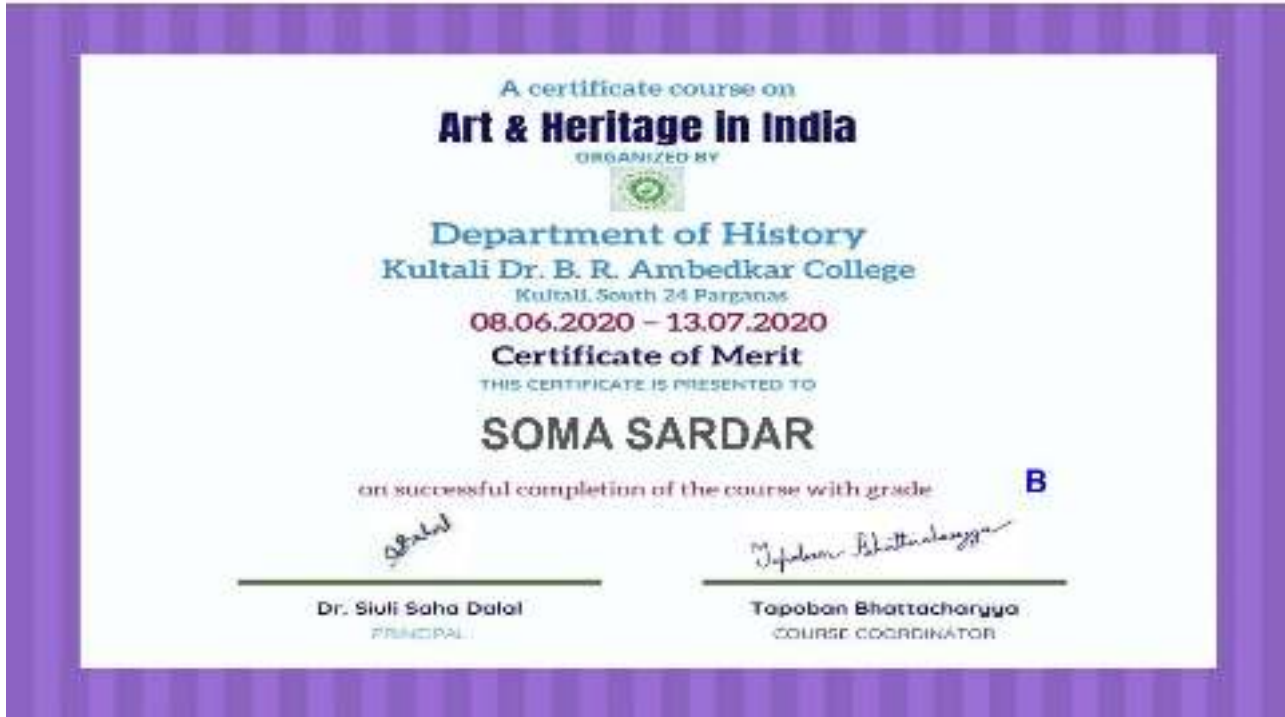 A certificate course on
Art & Heritage in India
ORGANIZED BY
Department of History
Kultali Dr. B. R. Ambedkar College
Kultali, South 24 Parganas
08.06.2020 – 13.07.2020
Certificate of Merit
THIS CERTIFICATE IS PRESENTED TO
SOMA SARDAR
on successful completion of the course with grade B
Tapoban Bhattacharyya
Dr. Siuli Saha Dalal
Tapoban Bhattacharyya
PRINCIPAL
COURSE COORDINATOR